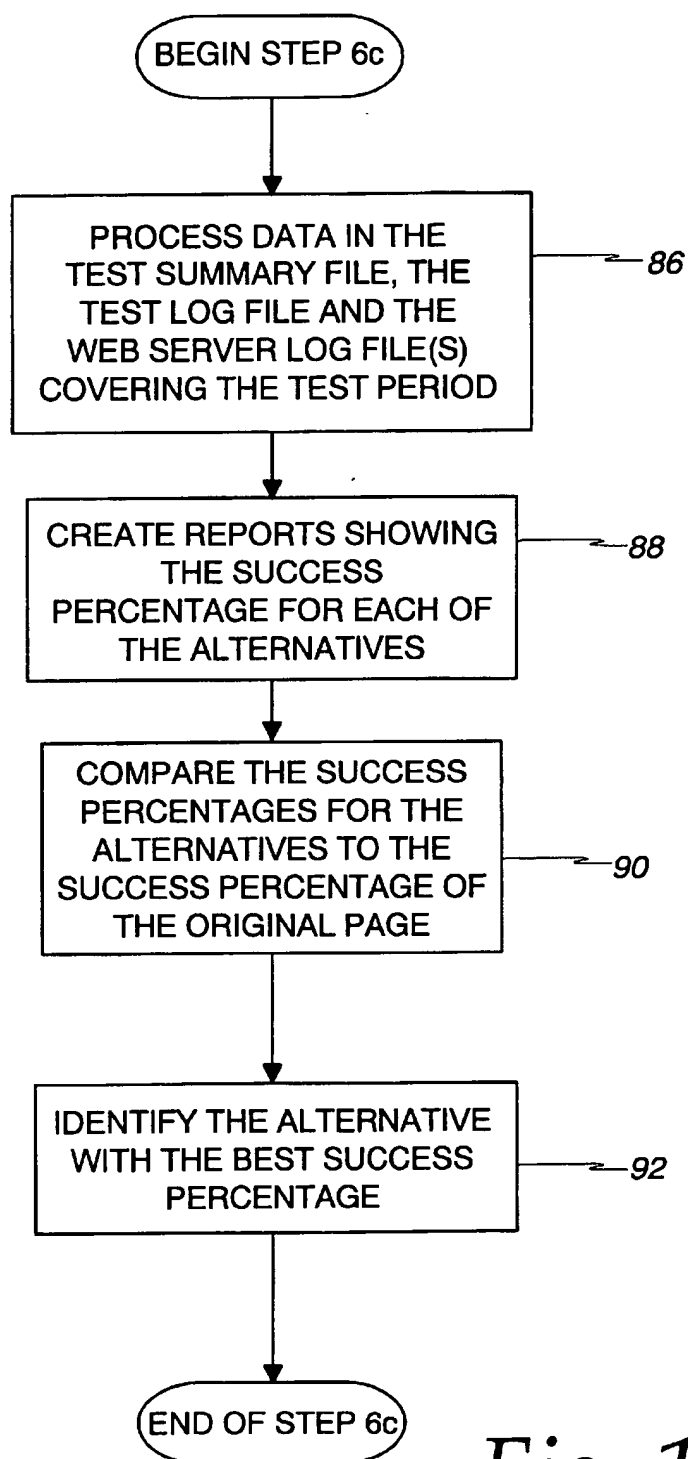 BEGIN STEP 6c
PROCESS DATA IN THE
TEST SUMMARY FILE, THE
TEST LOG FILE AND THE
WEB SERVER LOG FILE(S)
COVERING THE TEST PERIOD
86
CREATE REPORTS SHOWING
THE SUCCESS
PERCENTAGE FOR EACH OF
THE ALTERNATIVES
88
COMPARE THE SUCCESS
PERCENTAGES FOR THE
ALTERNATIVES TO THE
SUCCESS PERCENTAGE OF
THE ORIGINAL PAGE
90
IDENTIFY THE ALTERNATIVE
WITH THE BEST SUCCESS
PERCENTAGE
92
END OF STEP 6c